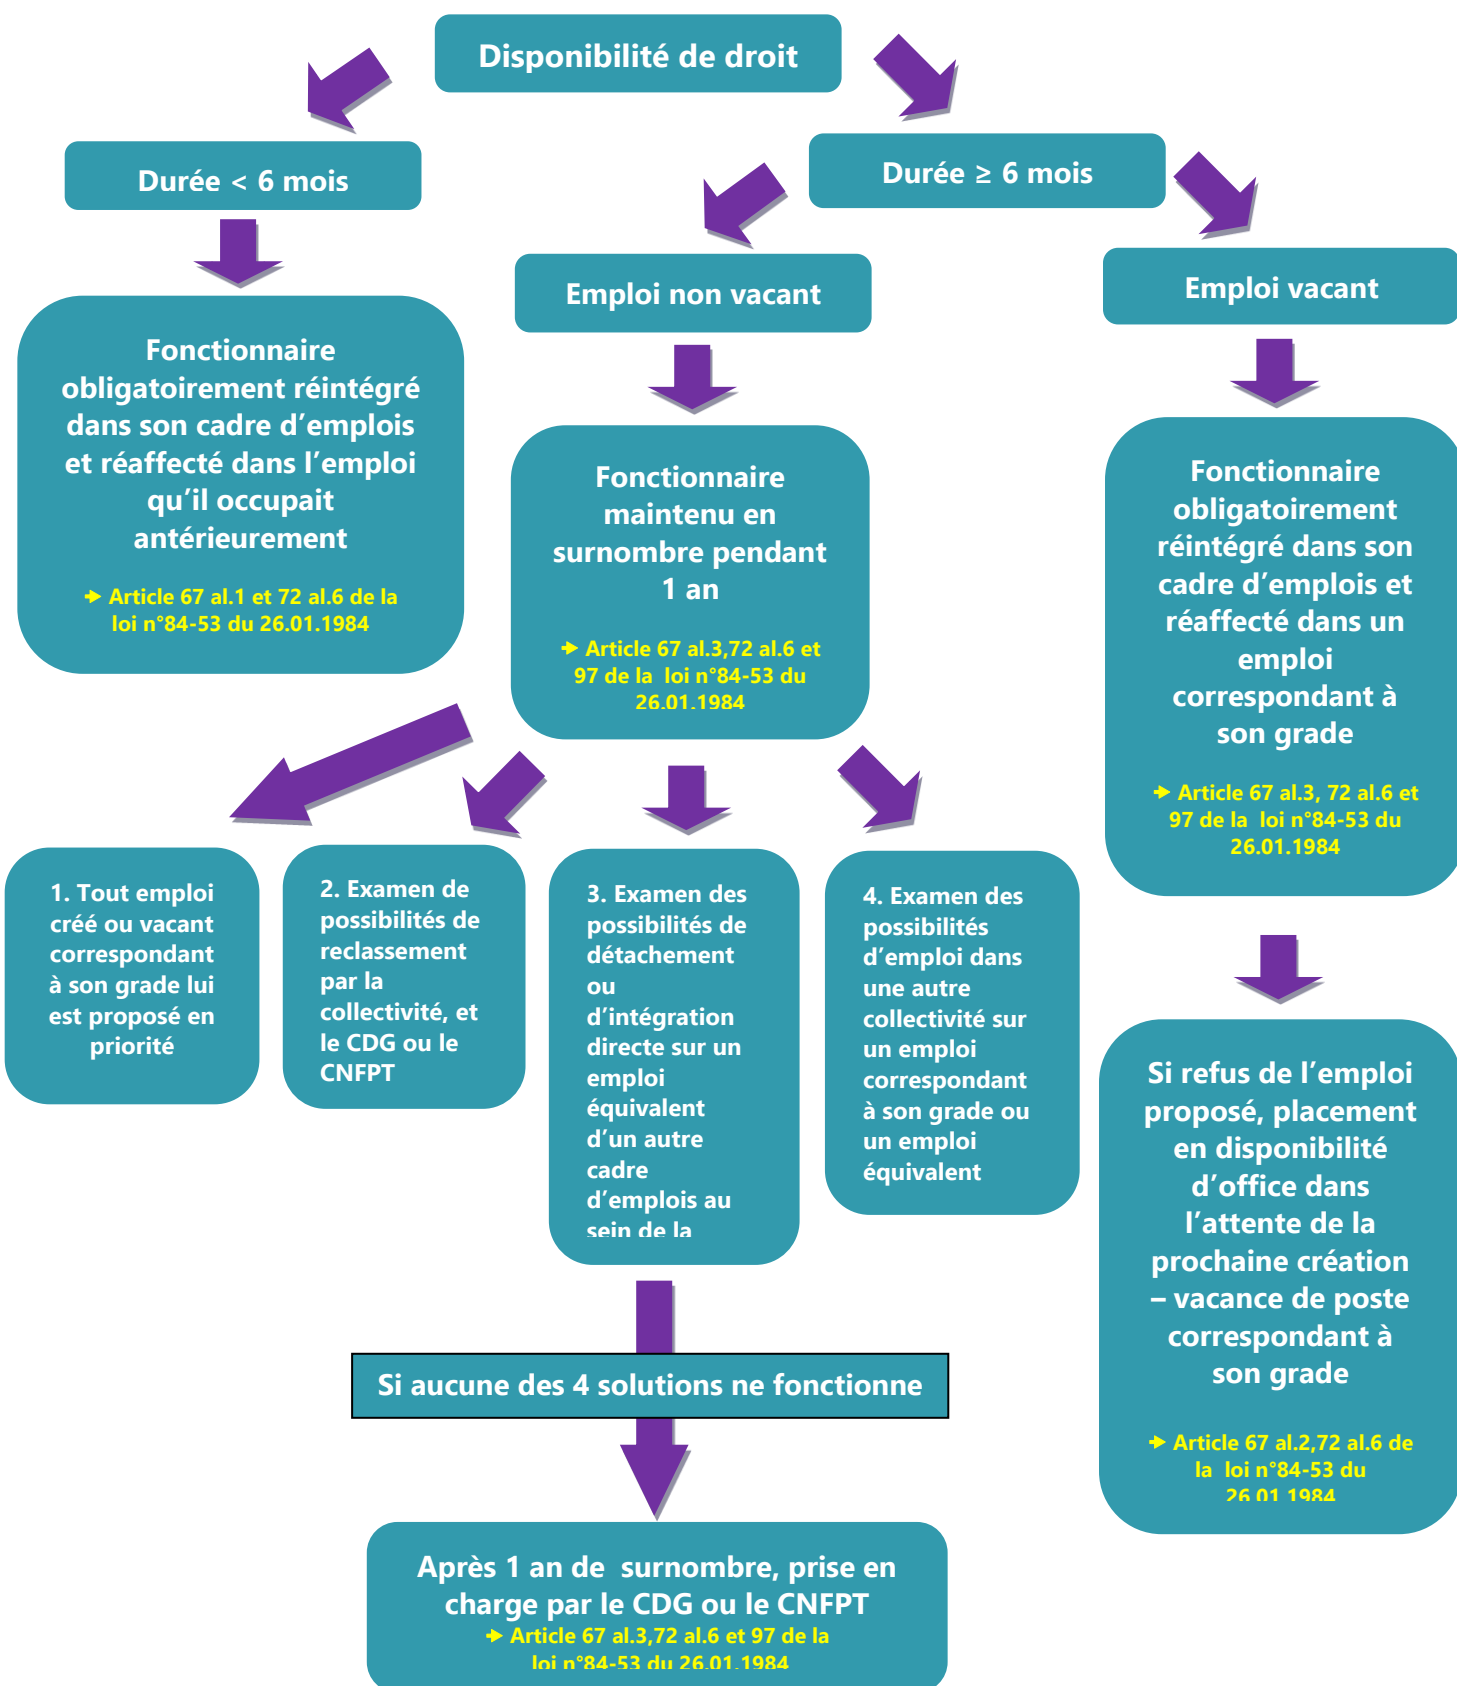 Disponibilité de droit
Durée < 6 mois
Durée ≥ 6 mois
Emploi non vacant
Emploi vacant
Fonctionnaire
obligatoirement réintégré
dans son cadre d’emplois
et réaffecté dans l’emploi
qu’il occupait
antérieurement
🡺 Article 67 al.1 et 72 al.6 de la
loi n°84-53 du 26.01.1984
Fonctionnaire
maintenu en
surnombre pendant
1 an
🡺 Article 67 al.3,72 al.6 et
97 de la  loi n°84-53 du
26.01.1984
Fonctionnaire
obligatoirement
réintégré dans son
cadre d’emplois et
réaffecté dans un
emploi
correspondant à
son grade
🡺 Article 67 al.3, 72 al.6 et
97 de la  loi n°84-53 du
26.01.1984
1. Tout emploi
créé ou vacant
correspondant
à son grade lui
est proposé en
priorité
2. Examen de
possibilités de
reclassement
par la
collectivité, et
le CDG ou le
CNFPT
3. Examen des
possibilités de
détachement
ou
d’intégration
directe sur un
emploi
équivalent
d’un autre
cadre
d’emplois au
sein de la
4. Examen des
possibilités
d’emploi dans
une autre
collectivité sur
un emploi
correspondant
à son grade ou
un emploi
équivalent
Si refus de l’emploi
proposé, placement
en disponibilité
d’office dans
l’attente de la
prochaine création
– vacance de poste
correspondant à
son grade
🡺 Article 67 al.2,72 al.6 de
la  loi n°84-53 du
26.01.1984
Si aucune des 4 solutions ne fonctionne
Après 1 an de  surnombre, prise en
charge par le CDG ou le CNFPT
🡺 Article 67 al.3,72 al.6 et 97 de la
loi n°84-53 du 26.01.1984